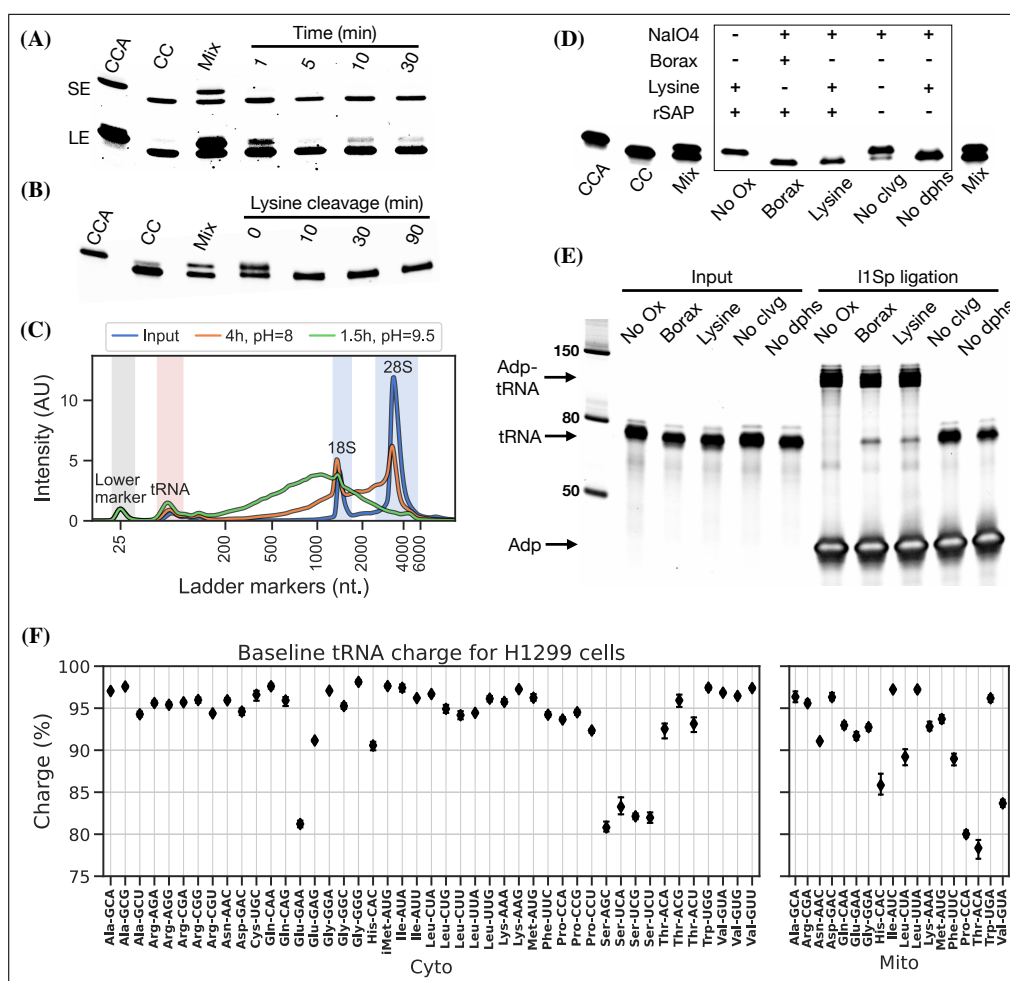 (A)
Time (min)
CCA
CC
Mix
1
5
10
30
SE
LE
(B)
Lysine cleavage (min)
CCA
CC
Mix
0
10
30
90
(C)
Input
4h, pH=8
1.5h, pH=9.5
Intensity (AU)
10
5
0
Lower
marker
tRNA
18S
28S
25
200
500
1000
2000
4000
6000
Ladder markers (nt.)
(D)
NaIO4 - + + + +
Borax - + - - -
Lysine + - + - +
rSAP + + + - -
CCA
CC
Mix
No Ox
Borax
Lysine
No clvg
No dphs
Mix
(E)
Input
l1Sp ligation
No Ox
Borax
Lysine
No clvg
No dphs
No Ox
Borax
Lysine
No clvg
No dphs
150
Adp-
tRNA
80
tRNA
50
Adp
(F)
Baseline tRNA charge for H1299 cells
Charge (%)
100
95
90
85
80
75
Ala-GCA
Ala-GCG
Ala-GCU
Arg-AGA
Arg-AGG
Arg-CGA
Arg-CGG
Arg-CGU
Asn-AAC
Asp-GAC
Cys-UGC
Gln-CAA
Gln-CAG
Glu-GAA
Glu-GAG
Gly-GGA
Gly-GGC
Gly-GGG
His-CAC
iMet-AUG
Ile-AUA
Ile-AUU
Leu-CUA
Leu-CUG
Leu-CUU
Leu-UUA
Leu-UUG
Lys-AAA
Lys-AAG
Met-AUG
Phe-UUC
Pro-CCA
Pro-CCG
Pro-CCU
Ser-AGC
Ser-UCA
Ser-UCG
Ser-UCU
Thr-ACA
Thr-ACG
Thr-ACU
Trp-UGG
Val-GUA
Val-GUG
Val-GUU
Cyto
Ala-GCA
Arg-CGA
Asn-AAC
Asp-GAC
Gln-CAA
Glu-GAA
Gly-GGA
His-CAC
Ile-AUC
Leu-CUA
Leu-UUA
Lys-AAA
Met-AUG
Phe-UUC
Pro-CCA
Thr-ACA
Trp-UGA
Val-GUA
Mito